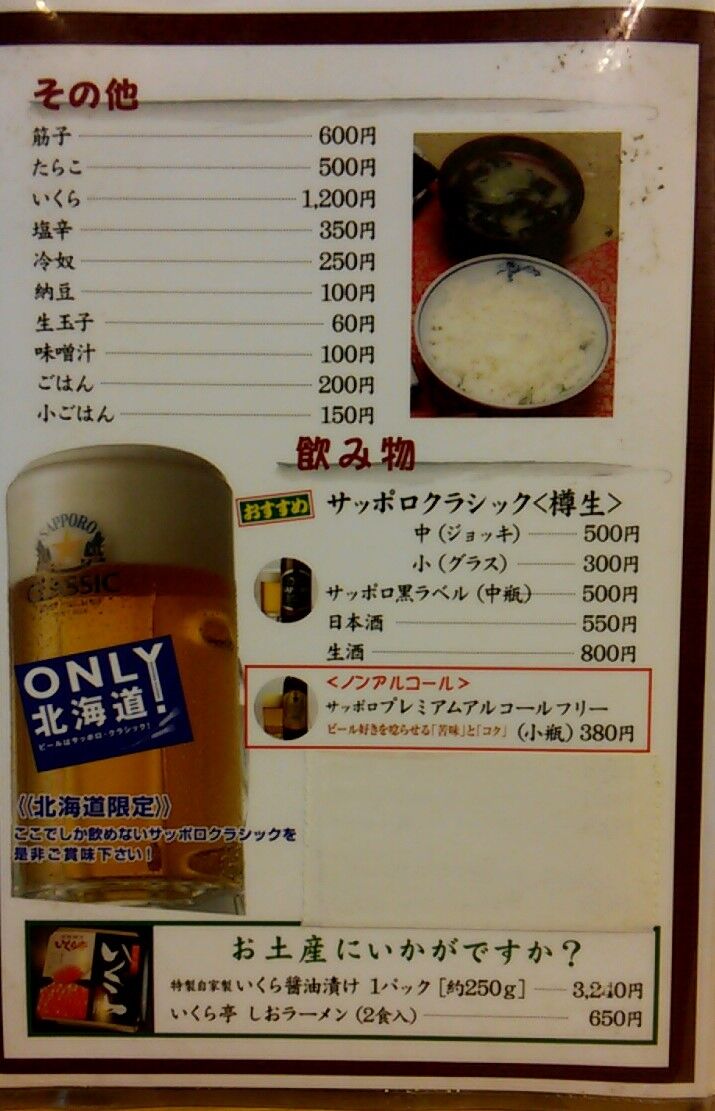 その他
筋子 600円
たらこ 500円
いくら 1,200円
塩辛 350円
冷奴 250円
納豆 100円
生玉子 60円
味噌汁 100円
ごはん 200円
小ごはん 150円
飲み物
おすすめ サッポロクラシック<樽生>
中(ジョッキ) 500円
小(グラス) 300円
サッポロ黒ラベル(中瓶) 500円
日本酒 550円
生酒 800円
<ノンアルコール>
サッポロプレミアムアルコールフリー
ビール好きを唸らせる「苦味」と「コク」 (小瓶) 380円
SAPPORO
CLASSIC
ONLY
北海道!
ビールはサッポロ・クラシック!
《北海道限定》
ここでしか飲めないサッポロクラシックを
是非ご賞味下さい!
お土産にいかがですか?
特製自家製 いくら醤油漬け 1パック [約250g] 3,240円
いくら亭 しおラーメン(2食入) 650円